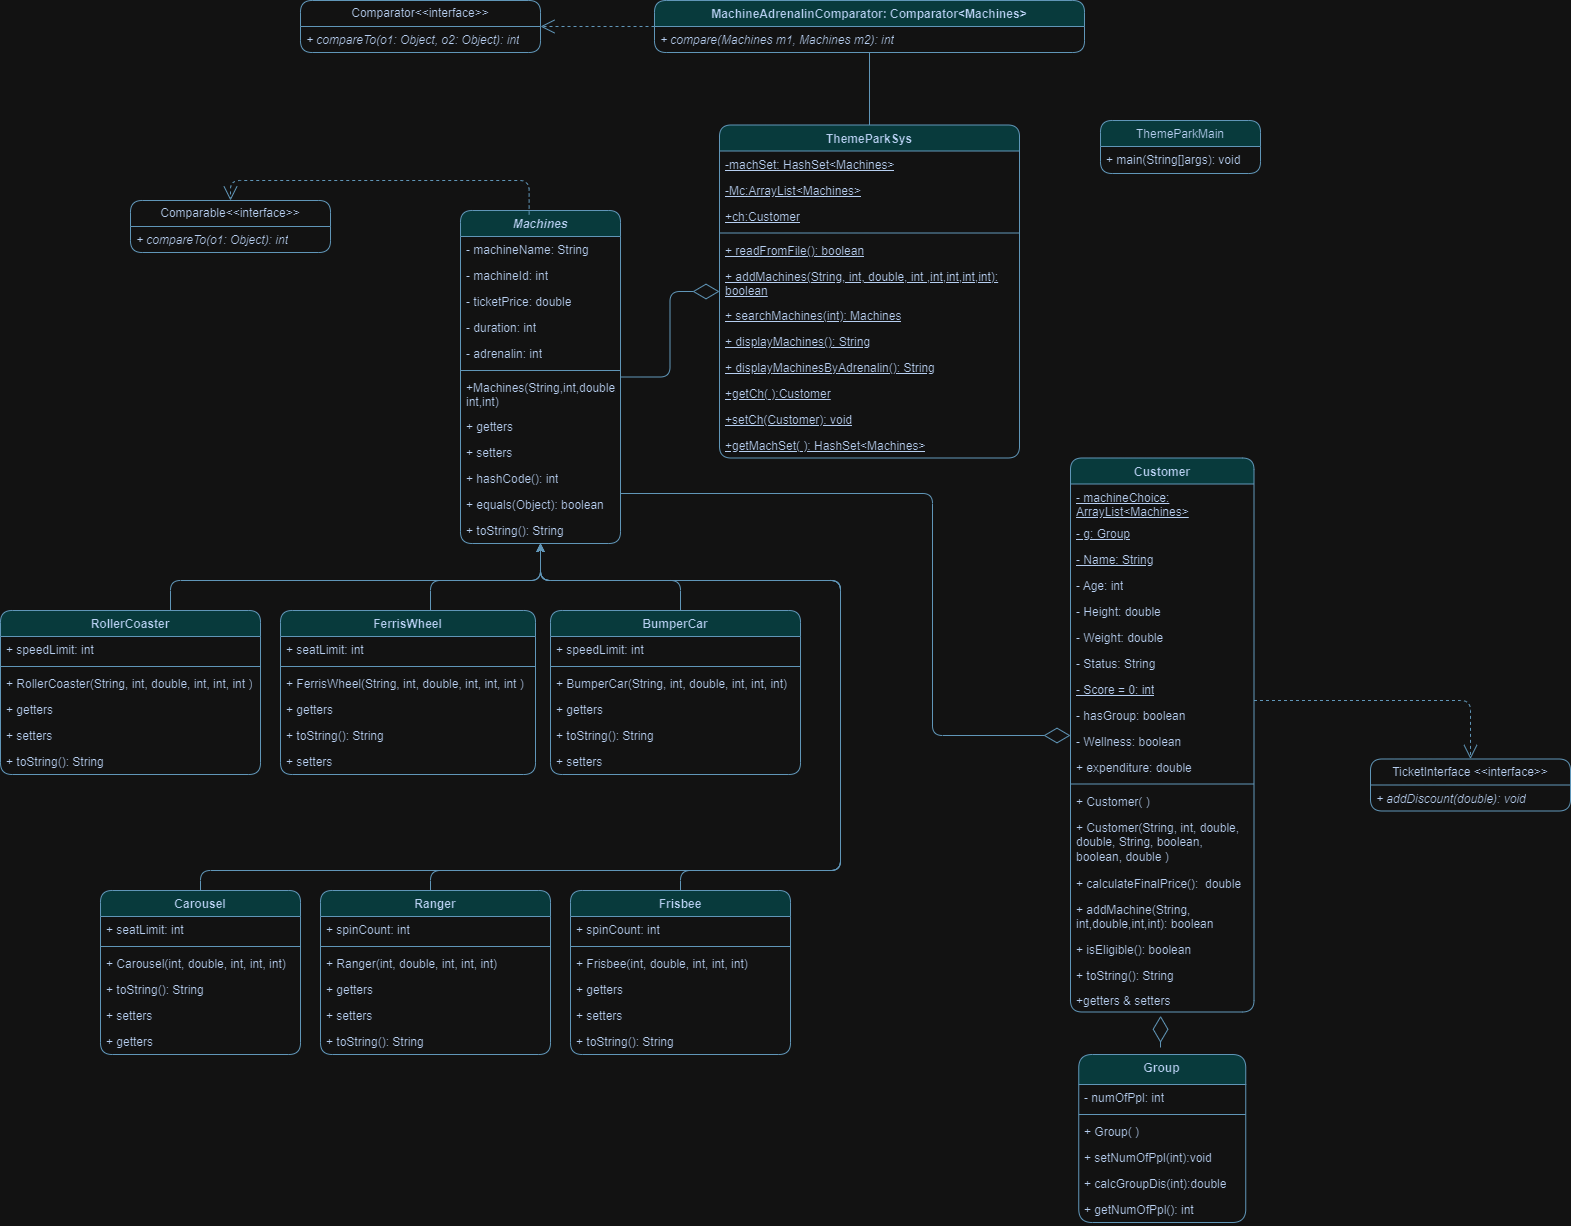 Comparator<<interface>>
+ compareTo(o1: Object, o2: Object): int
MachineAdrenalinComparator: Comparator<Machines>
+ compare(Machines m1, Machines m2): int
ThemeParkSys
-machSet: HashSet<Machines>
-Mc:ArrayList<Machines>
+ch:Customer
+ readFromFile(): boolean
+ addMachines(String, int, double, int ,int,int,int,int):
boolean
+ searchMachines(int): Machines
+ displayMachines(): String
+ displayMachinesByAdrenalin(): String
+getCh( ):Customer
+setCh(Customer): void
+getMachSet( ): HashSet<Machines>
ThemeParkMain
+ main(String[]args): void
Comparable<<interface>>
+ compareTo(o1: Object): int
Machines
- machineName: String
- machineId: int
- ticketPrice: double
- duration: int
- adrenalin: int
+Machines(String,int,double
int,int)
+ getters
+ setters
+ hashCode(): int
+ equals(Object): boolean
+ toString(): String
Customer
- machineChoice:
ArrayList<Machines>
- g: Group
- Name: String
- Age: int
- Height: double
- Weight: double
- Status: String
- Score = 0: int
- hasGroup: boolean
- Wellness: boolean
+ expenditure: double
+ Customer( )
+ Customer(String, int, double,
double, String, boolean,
boolean, double )
+ calculateFinalPrice():  double
+ addMachine(String,
int,double,int,int): boolean
+ isEligible(): boolean
+ toString(): String
+getters & setters
TicketInterface <<interface>>
+ addDiscount(double): void
RollerCoaster
+ speedLimit: int
+ RollerCoaster(String, int, double, int, int, int )
+ getters
+ setters
+ toString(): String
FerrisWheel
+ seatLimit: int
+ FerrisWheel(String, int, double, int, int, int )
+ getters
+ toString(): String
+ setters
BumperCar
+ speedLimit: int
+ BumperCar(String, int, double, int, int, int)
+ getters
+ toString(): String
+ setters
Carousel
+ seatLimit: int
+ Carousel(int, double, int, int, int)
+ toString(): String
+ setters
+ getters
Ranger
+ spinCount: int
+ Ranger(int, double, int, int, int)
+ getters
+ setters
+ toString(): String
Frisbee
+ spinCount: int
+ Frisbee(int, double, int, int, int)
+ getters
+ setters
+ toString(): String
Group
- numOfPpl: int
+ Group( )
+ setNumOfPpl(int):void
+ calcGroupDis(int):double
+ getNumOfPpl(): int